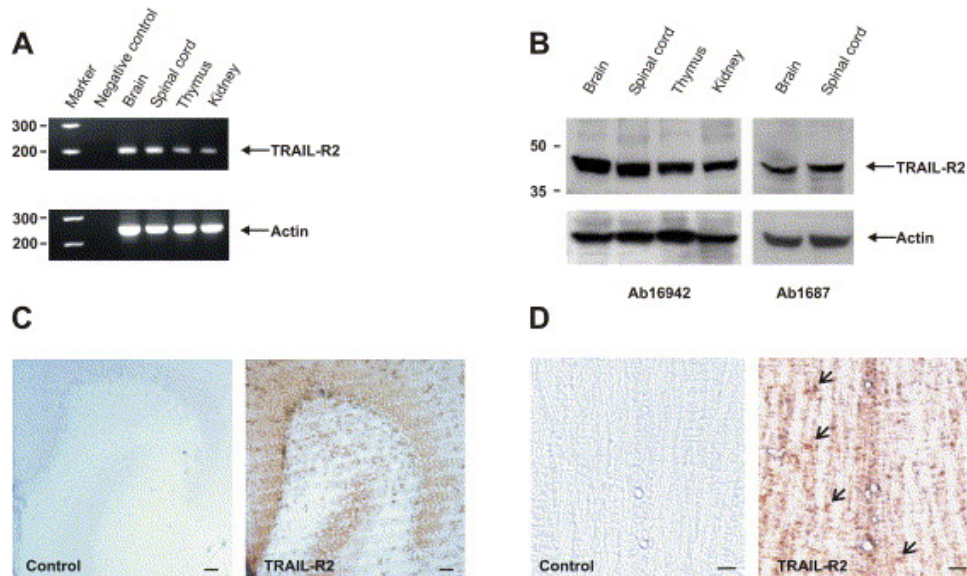 A
Marker
Negative control
Brain
Spinal cord
Thymus
Kidney
300
200
TRAIL-R2
300
200
Actin
B
Brain
Spinal cord
Thymus
Kidney
Brain
Spinal cord
50
35
TRAIL-R2
Actin
Ab16942
Ab1687
C
Control
TRAIL-R2
D
Control
TRAIL-R2